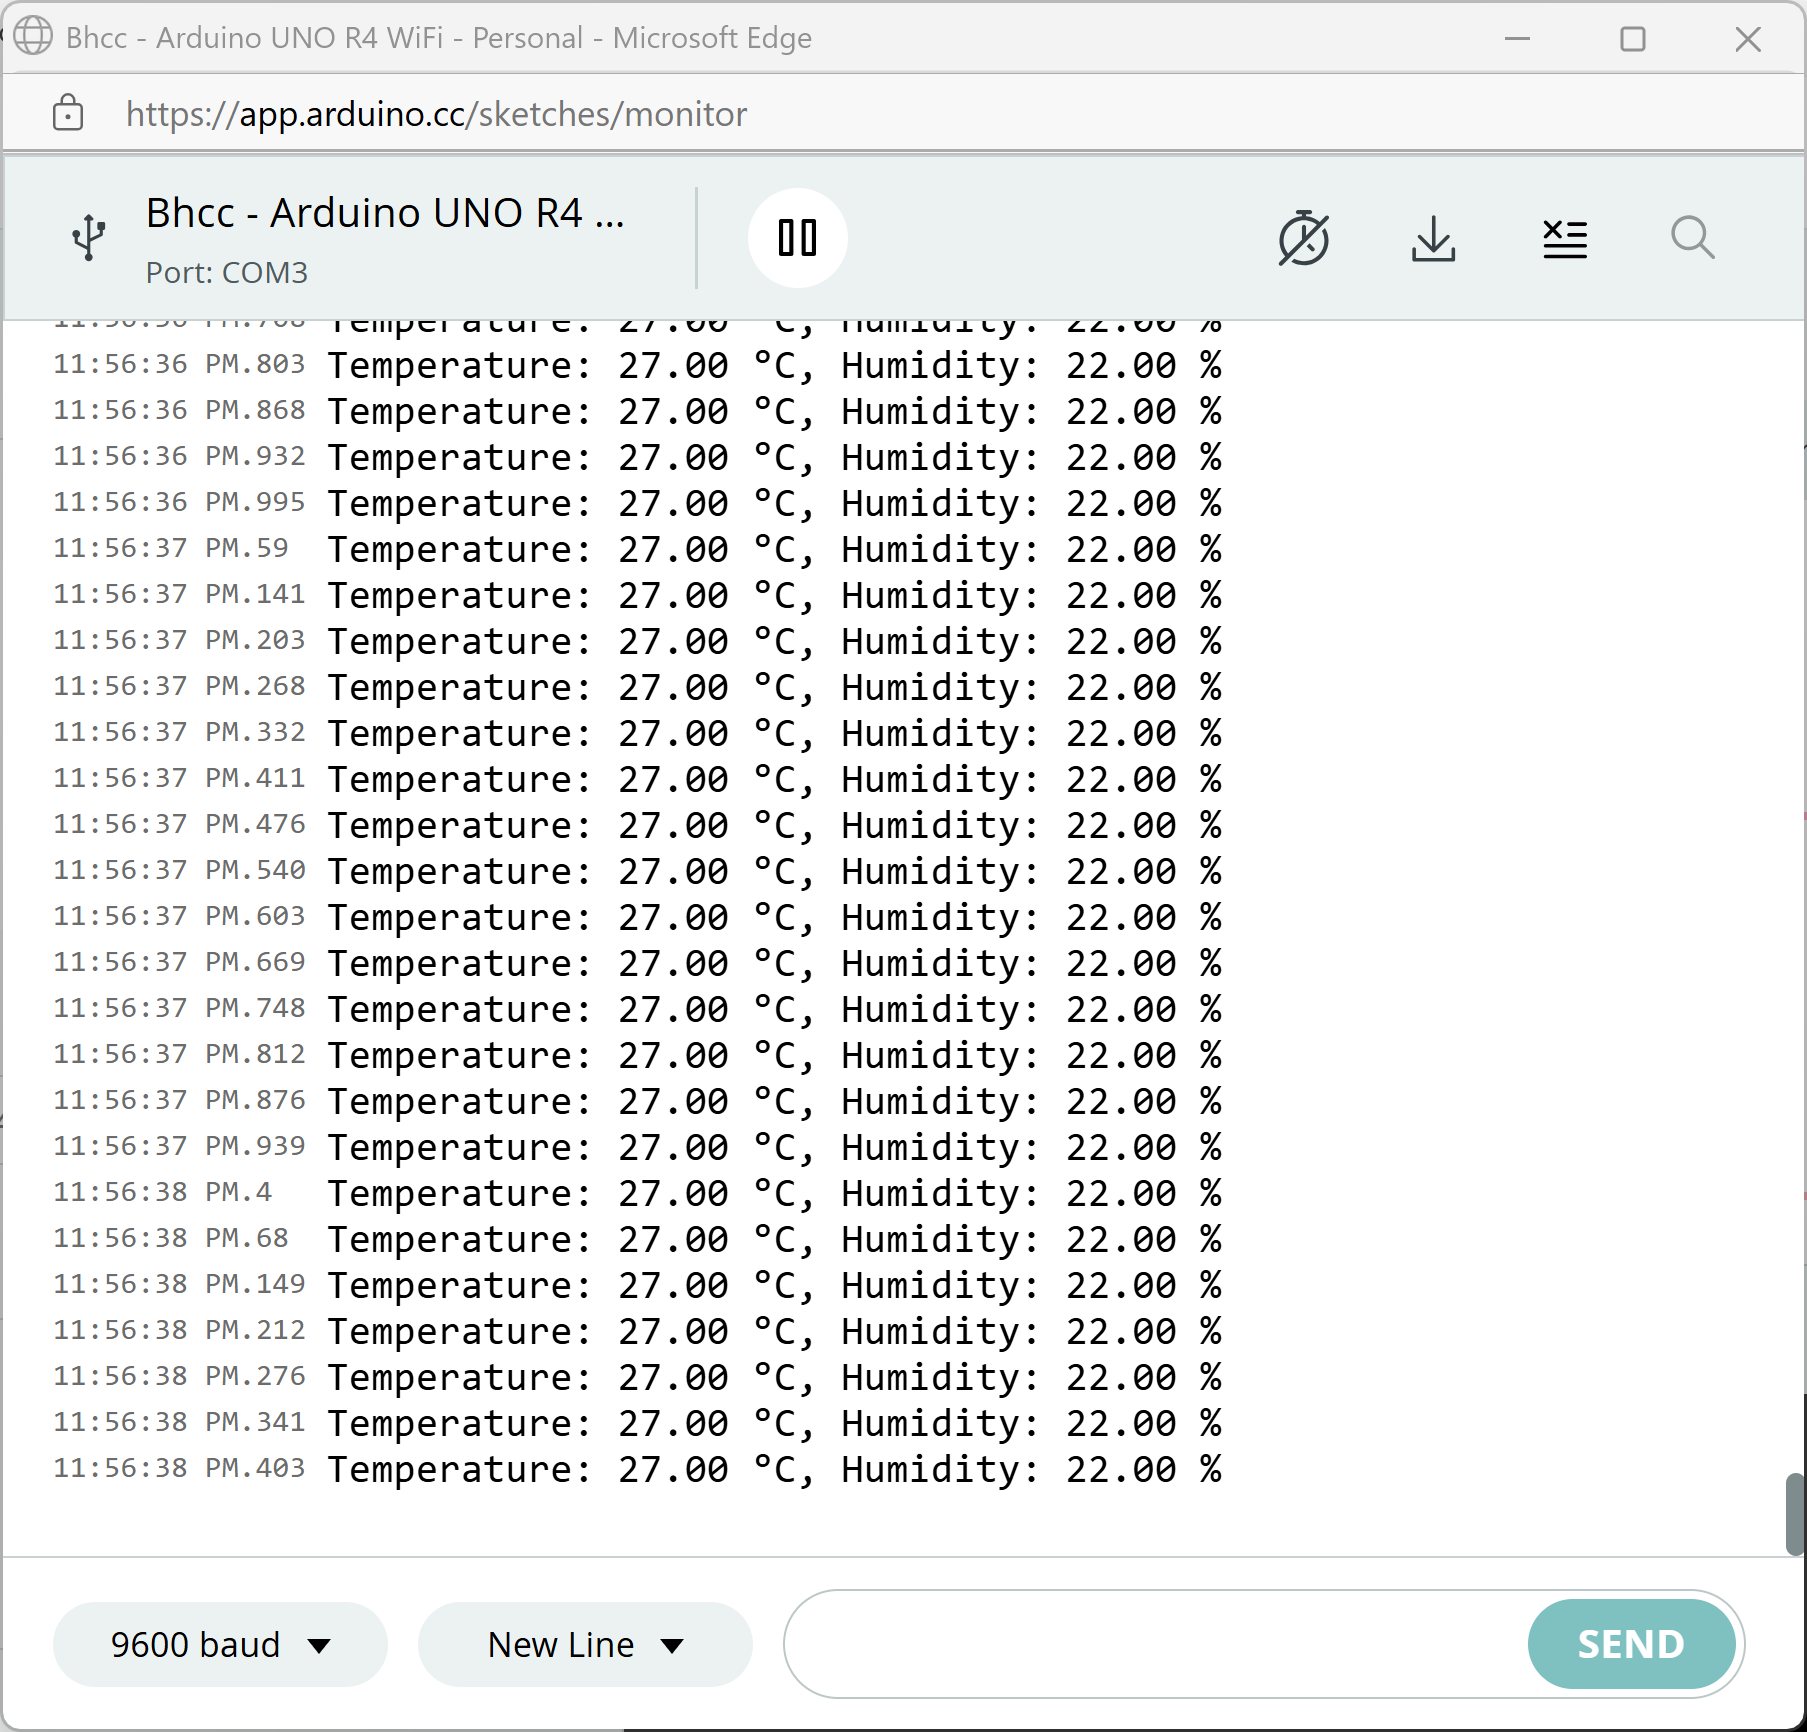 Bhcc - Arduino UNO R4 WiFi - Personal - Microsoft Edge
https://app.arduino.cc/sketches/monitor
Bhcc - Arduino UNO R4 ...
Port: COM3
11:56:36 PM.768 Temperature: 27.00 °C, Humidity: 22.00 %
11:56:36 PM.803 Temperature: 27.00 °C, Humidity: 22.00 %
11:56:36 PM.868 Temperature: 27.00 °C, Humidity: 22.00 %
11:56:36 PM.932 Temperature: 27.00 °C, Humidity: 22.00 %
11:56:36 PM.995 Temperature: 27.00 °C, Humidity: 22.00 %
11:56:37 PM.59 Temperature: 27.00 °C, Humidity: 22.00 %
11:56:37 PM.141 Temperature: 27.00 °C, Humidity: 22.00 %
11:56:37 PM.203 Temperature: 27.00 °C, Humidity: 22.00 %
11:56:37 PM.268 Temperature: 27.00 °C, Humidity: 22.00 %
11:56:37 PM.332 Temperature: 27.00 °C, Humidity: 22.00 %
11:56:37 PM.411 Temperature: 27.00 °C, Humidity: 22.00 %
11:56:37 PM.476 Temperature: 27.00 °C, Humidity: 22.00 %
11:56:37 PM.540 Temperature: 27.00 °C, Humidity: 22.00 %
11:56:37 PM.603 Temperature: 27.00 °C, Humidity: 22.00 %
11:56:37 PM.669 Temperature: 27.00 °C, Humidity: 22.00 %
11:56:37 PM.748 Temperature: 27.00 °C, Humidity: 22.00 %
11:56:37 PM.812 Temperature: 27.00 °C, Humidity: 22.00 %
11:56:37 PM.876 Temperature: 27.00 °C, Humidity: 22.00 %
11:56:37 PM.939 Temperature: 27.00 °C, Humidity: 22.00 %
11:56:38 PM.4 Temperature: 27.00 °C, Humidity: 22.00 %
11:56:38 PM.68 Temperature: 27.00 °C, Humidity: 22.00 %
11:56:38 PM.149 Temperature: 27.00 °C, Humidity: 22.00 %
11:56:38 PM.212 Temperature: 27.00 °C, Humidity: 22.00 %
11:56:38 PM.276 Temperature: 27.00 °C, Humidity: 22.00 %
11:56:38 PM.341 Temperature: 27.00 °C, Humidity: 22.00 %
11:56:38 PM.403 Temperature: 27.00 °C, Humidity: 22.00 %
9600 baud New Line SEND